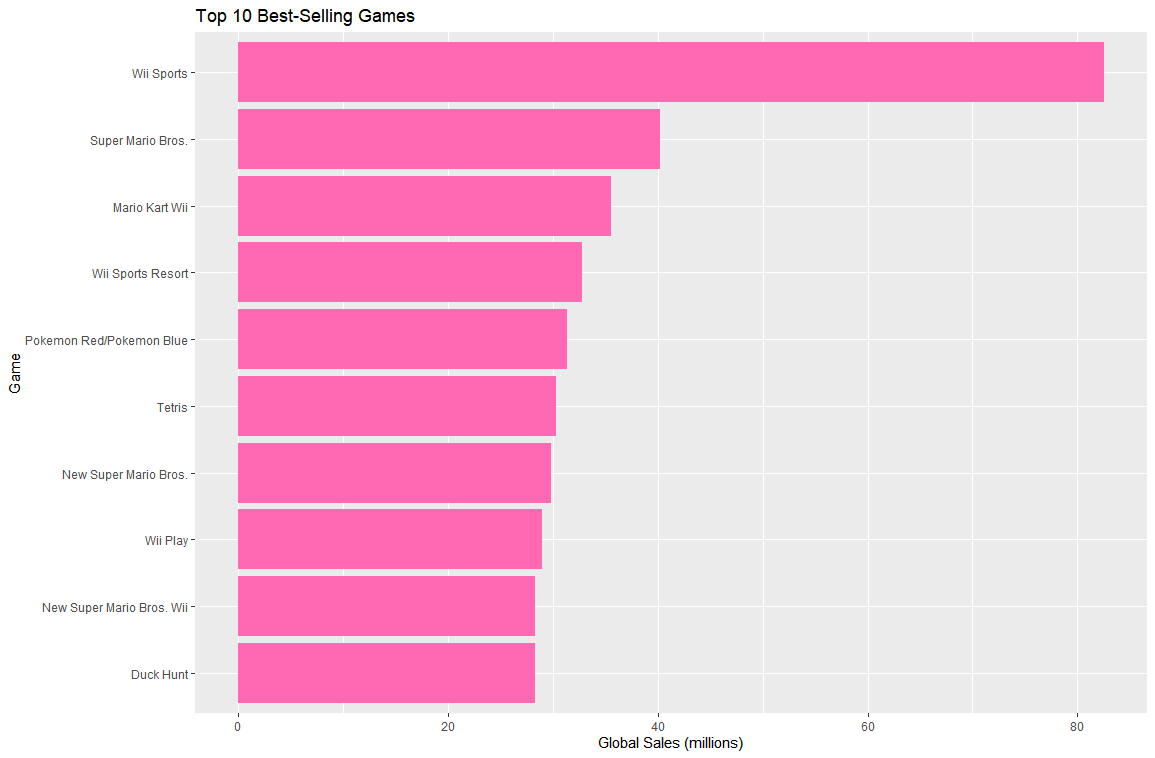 Top 10 Best-Selling Games
Game
Wii Sports
Super Mario Bros.
Mario Kart Wii
Wii Sports Resort
Pokemon Red/Pokemon Blue
Tetris
New Super Mario Bros.
Wii Play
New Super Mario Bros. Wii
Duck Hunt
0 20 40 60 80
Global Sales (millions)